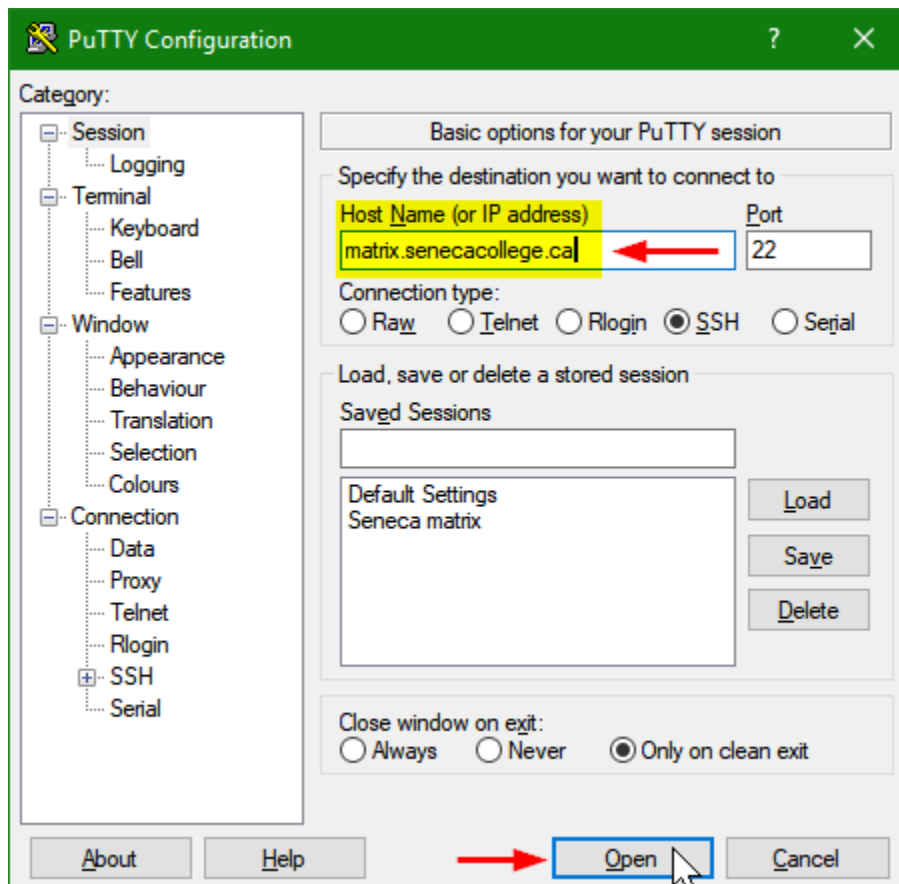 PuTTY Configuration
?
Category:
Session
Logging
Terminal
Keyboard
Bell
Features
Window
Appearance
Behaviour
Translation
Selection
Colours
Connection
Data
Proxy
Telnet
Rlogin
SSH
Serial
Basic options for your PuTTY session
Specify the destination you want to connect to
Host Name (or IP address) Port
matrix.senecacollege.ca 22
Connection type:
Raw Telnet Rlogin SSH Serial
Load, save or delete a stored session
Saved Sessions
Default Settings
Seneca matrix
Load
Save
Delete
Close window on exit:
Always Never Only on clean exit
About Help Open Cancel